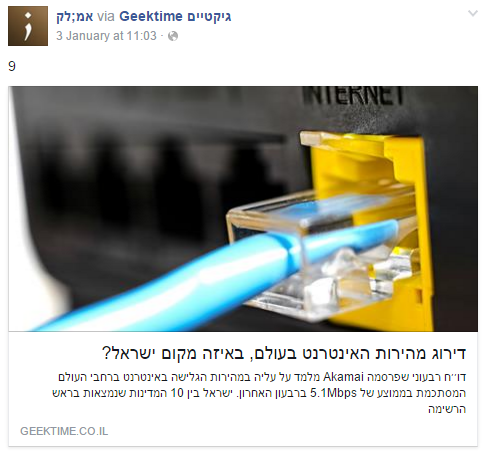 אמ;לק via Geektime גיקטיים
3 January at 11:03 ·
9
INTERNET
דירוג מהירות האינטרנט בעולם, באיזה מקום ישראל?
דו״ח רבעוני שפרסמה Akamai מלמד על עליה במהירות הגלישה באינטרנט ברחבי העולם
המסתכמת בממוצע של 5.1Mbps ברבעון האחרון. ישראל בין 10 המדינות שנמצאות בראש
הרשימה
GEEKTIME.CO.IL